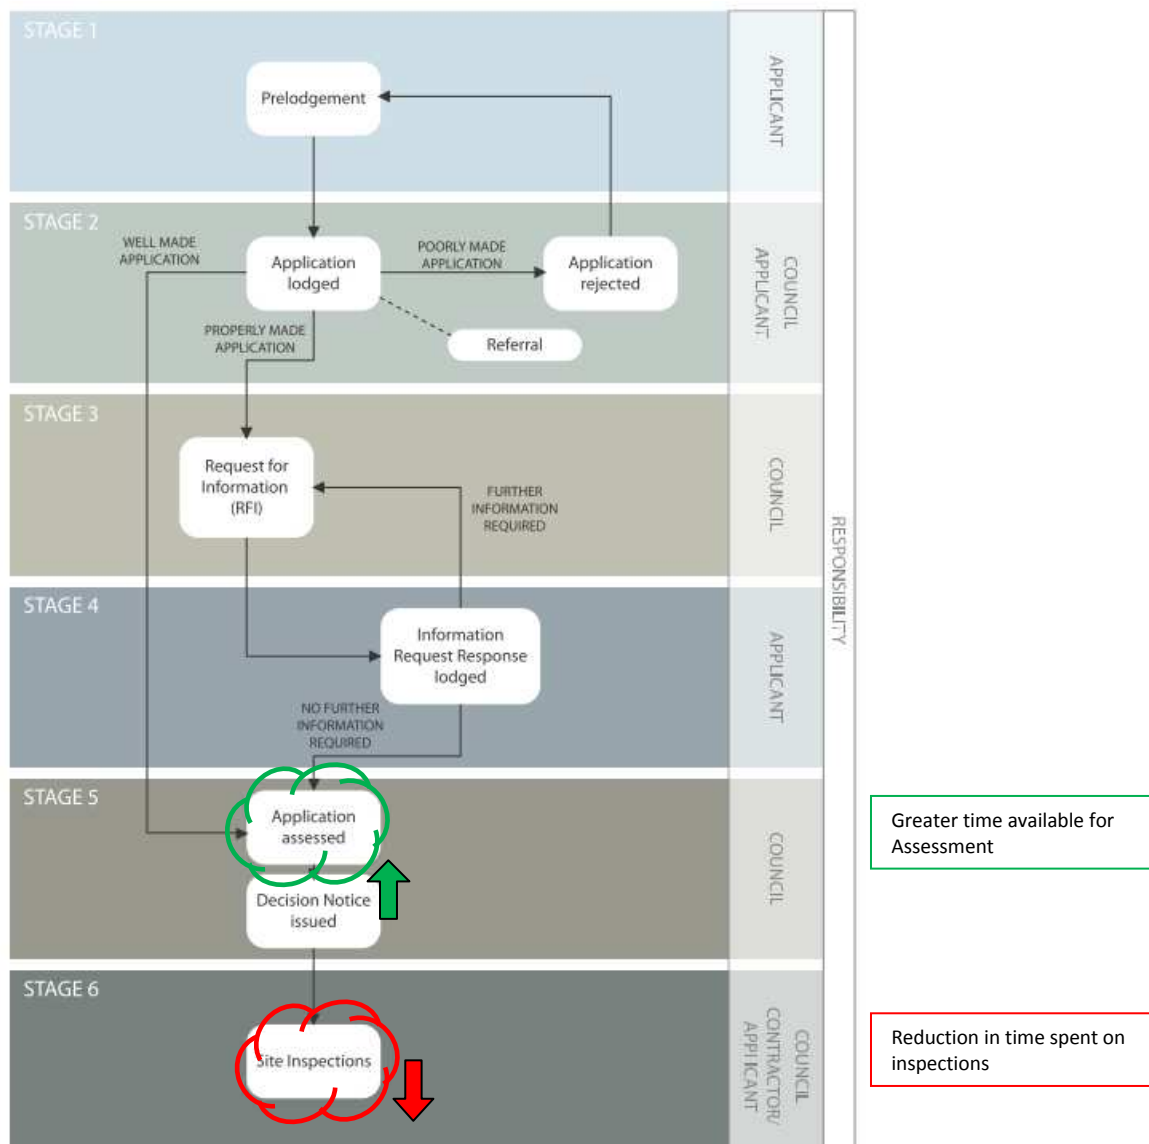 STAGE 1
Prelodgement
APPLICANT
STAGE 2
WELL MADE
APPLICATION
Application
lodged
POORLY MADE
APPLICATION
Application
rejected
PROPERLY MADE
APPLICATION
Referral
COUNCIL
APPLICANT
STAGE 3
Request for
Information
(RFI)
FURTHER
INFORMATION
REQUIRED
COUNCIL
RESPONSIBILITY
STAGE 4
Information
Request Response
lodged
NO FURTHER
INFORMATION
REQUIRED
APPLICANT
STAGE 5
Application
assessed
Decision Notice
issued
COUNCIL
Greater time available for
Assessment
STAGE 6
Site Inspections
COUNCIL
CONTRACTOR/
APPLICANT
Reduction in time spent on
inspections